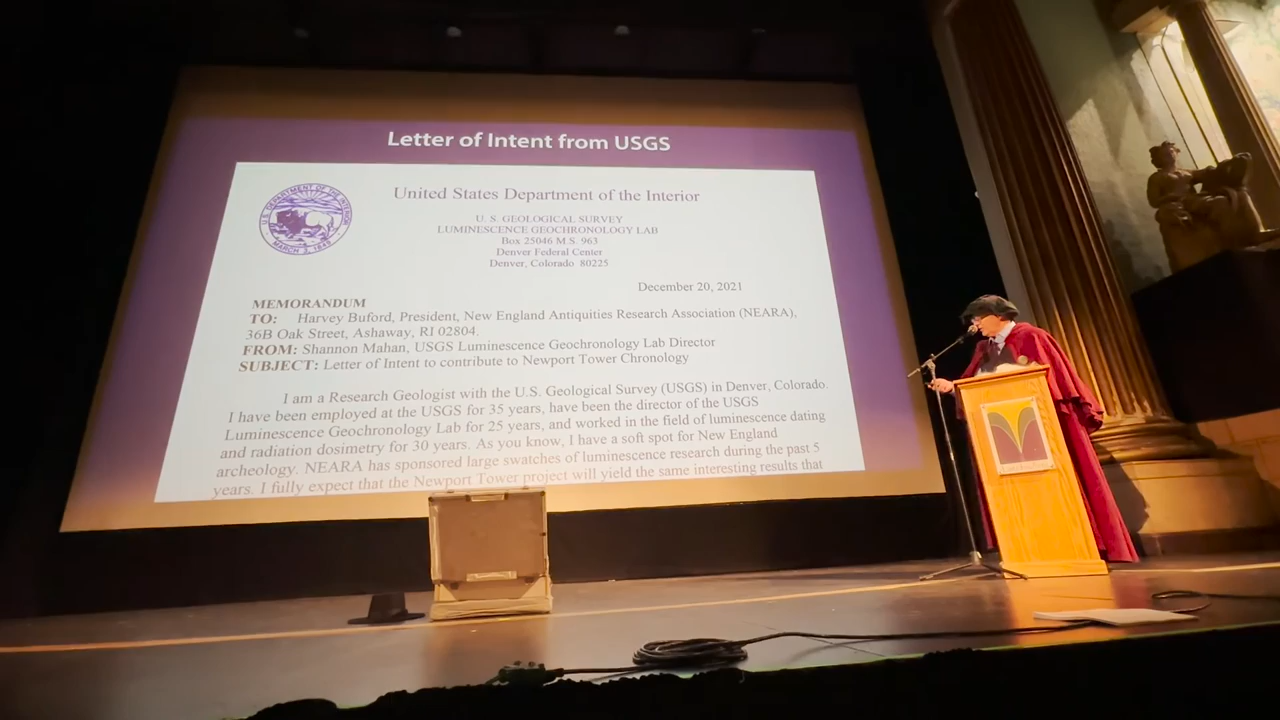 Letter of Intent from USGS
United States Department of the Interior
U.S. DEPARTMENT OF THE INTERIOR
MARCH 3, 1849
U. S. GEOLOGICAL SURVEY
LUMINESCENCE GEOCHRONOLOGY LAB
Box 25046 M.S. 963
Denver Federal Center
Denver, Colorado 80225
December 20, 2021
MEMORANDUM
TO: Harvey Buford, President, New England Antiquities Research Association (NEARA),
36B Oak Street, Ashaway, RI 02804.
FROM: Shannon Mahan, USGS Luminescence Geochronology Lab Director
SUBJECT: Letter of Intent to contribute to Newport Tower Chronology
I am a Research Geologist with the U.S. Geological Survey (USGS) in Denver, Colorado.
I have been employed at the USGS for 35 years, have been the director of the USGS
Luminescence Geochronology Lab for 25 years, and worked in the field of luminescence dating
and radiation dosimetry for 30 years. As you know, I have a soft spot for New England
archeology. NEARA has sponsored large swatches of luminescence research during the past 5
years. I fully expect that the Newport Tower project will yield the same interesting results that